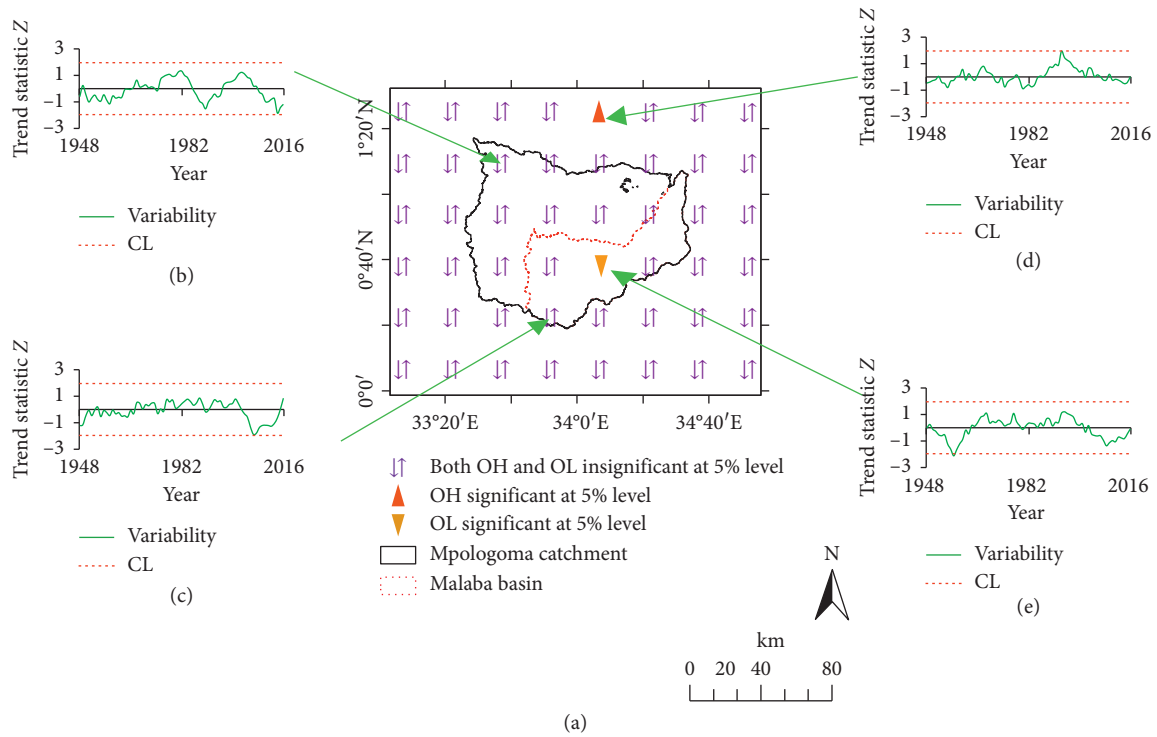 Trend statistic Z
3
1
−1
−3
1948
1982
2016
Year
Variability
CL
(b)
Trend statistic Z
3
1
−1
−3
1948
1982
2016
Year
Variability
CL
(c)
1°20′N
0°40′N
0°0′
33°20′E
34°0′E
34°40′E
Both OH and OL insignificant at 5% level
OH significant at 5% level
OL significant at 5% level
Mpologoma catchment
Malaba basin
N
km
0 20 40 80
(a)
Trend statistic Z
3
1
−1
−3
1948
1982
2016
Year
Variability
CL
(d)
Trend statistic Z
3
1
−1
−3
1948
1982
2016
Year
Variability
CL
(e)